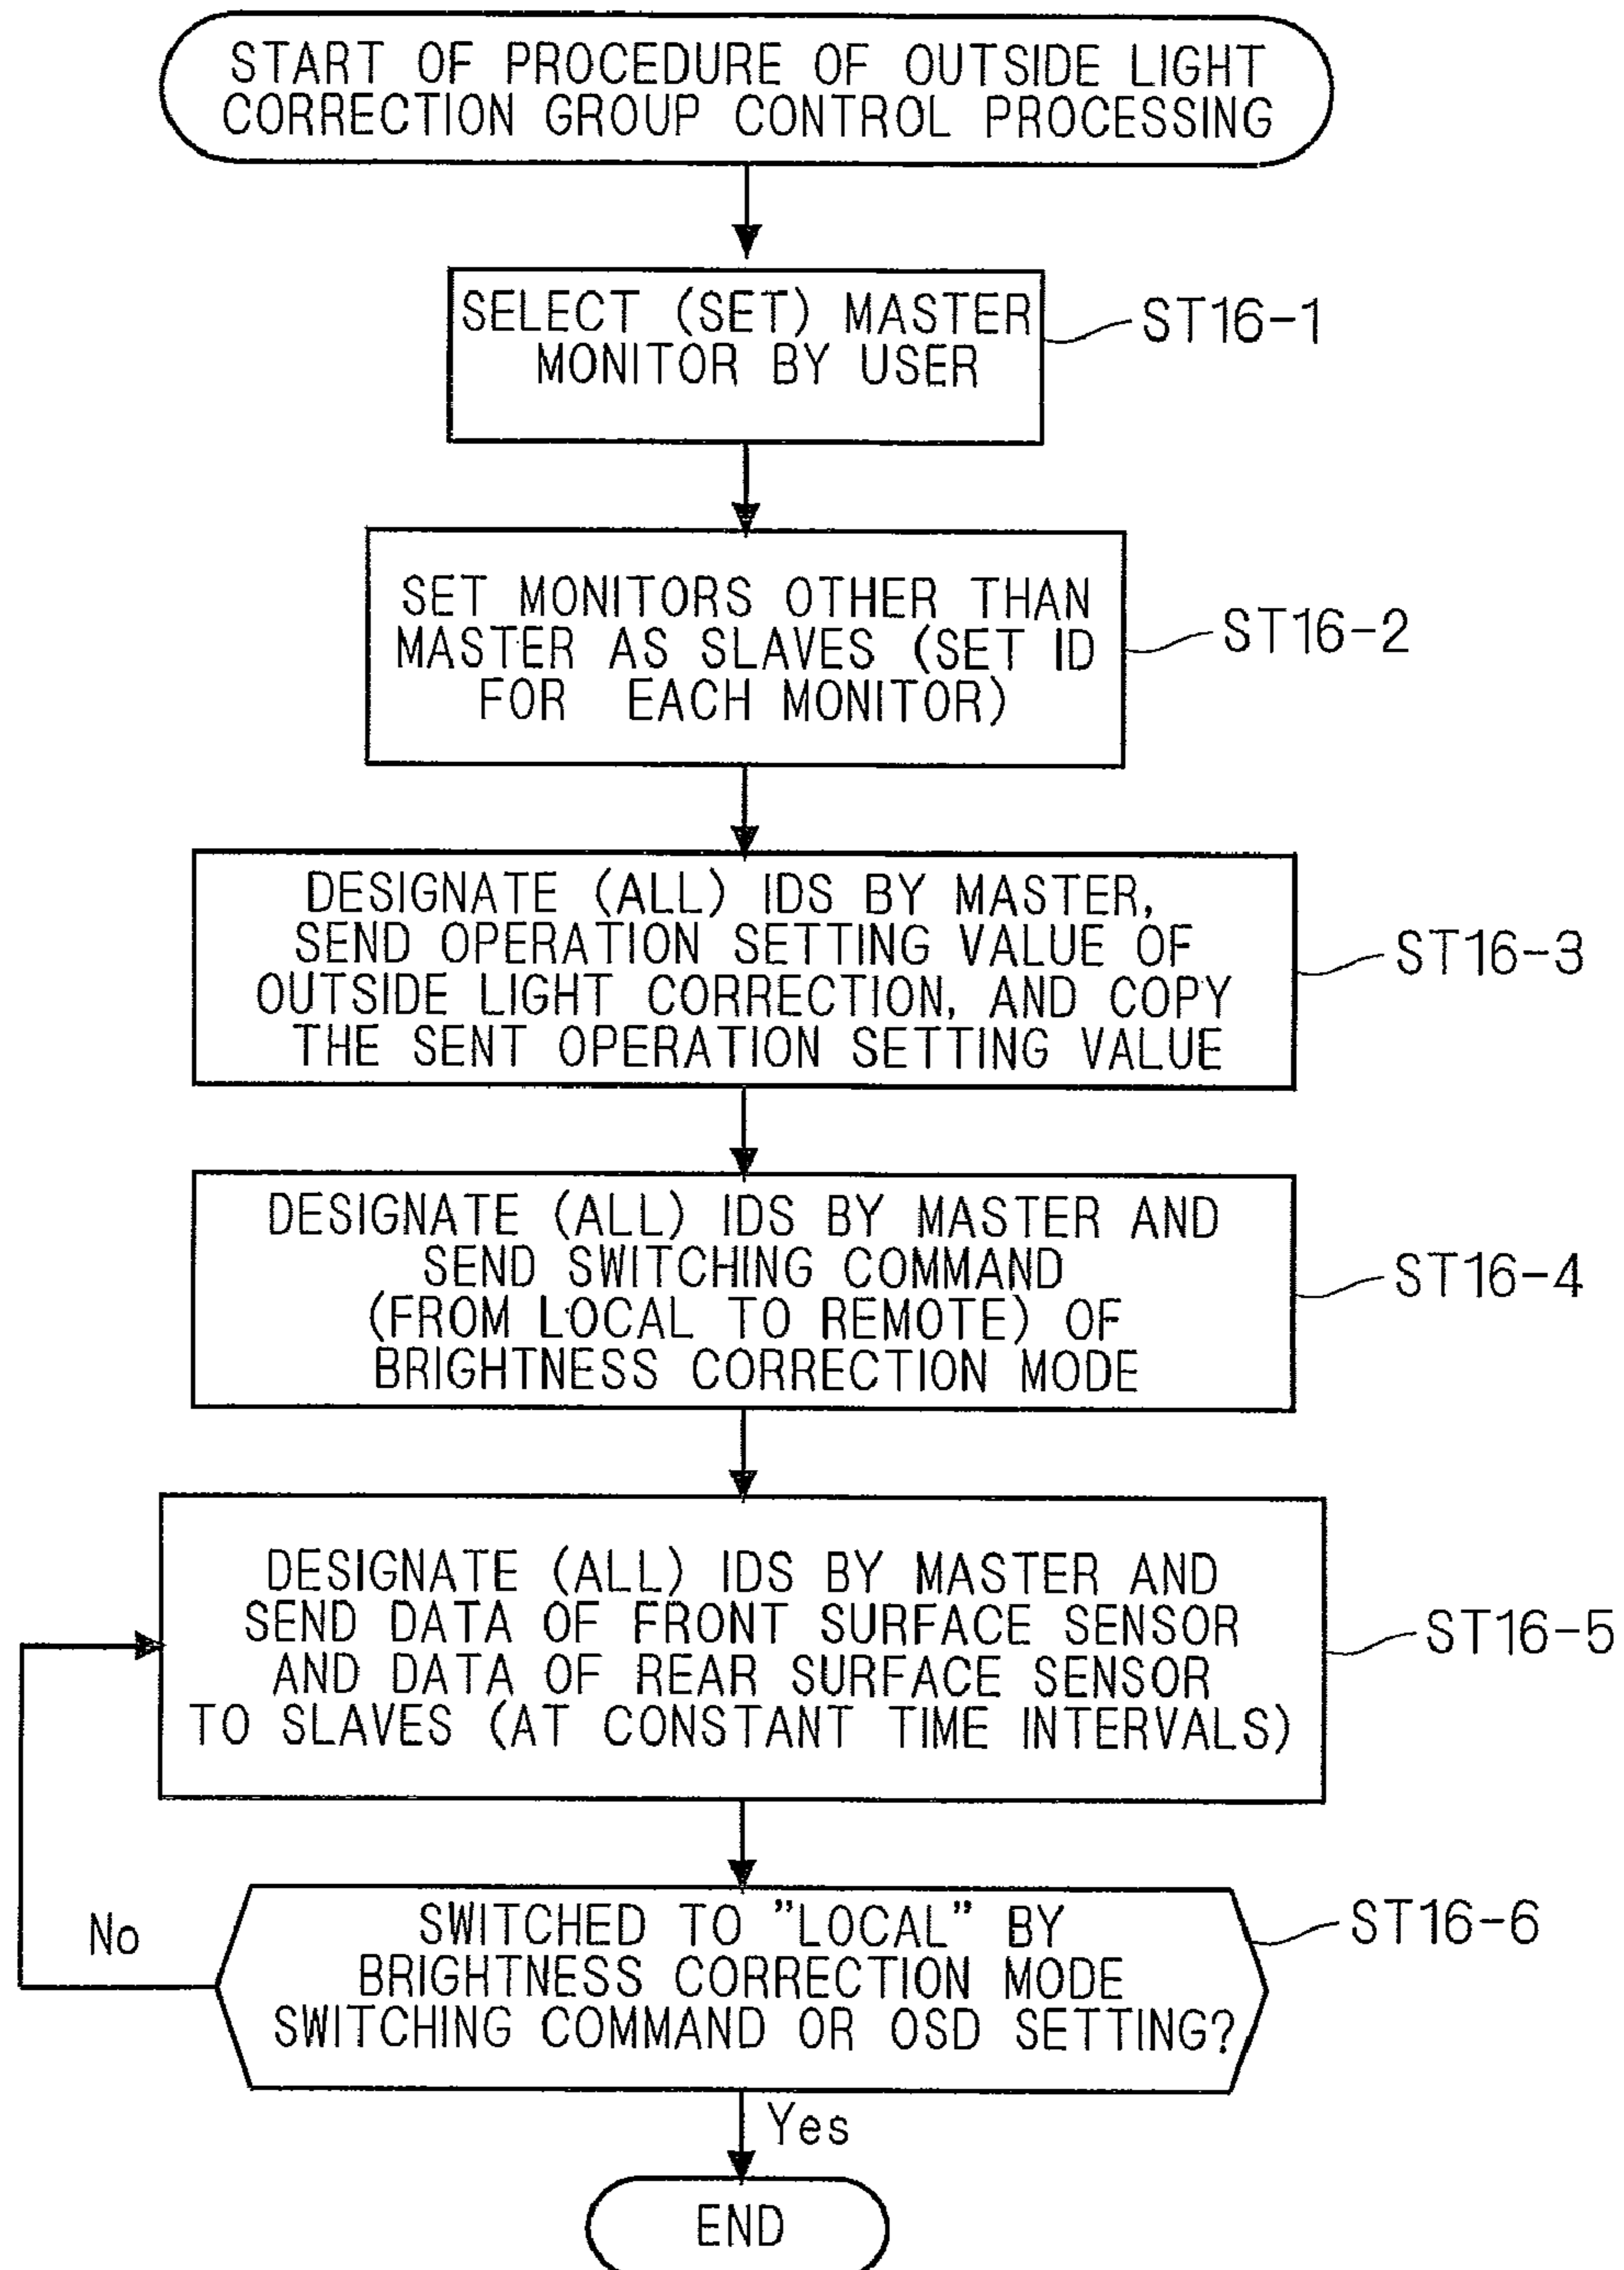 START OF PROCEDURE OF OUTSIDE LIGHT
CORRECTION GROUP CONTROL PROCESSING
SELECT (SET) MASTER
MONITOR BY USER
ST16-1
SET MONITORS OTHER THAN
MASTER AS SLAVES (SET ID
FOR EACH MONITOR)
ST16-2
DESIGNATE (ALL) IDS BY MASTER,
SEND OPERATION SETTING VALUE OF
OUTSIDE LIGHT CORRECTION, AND COPY
THE SENT OPERATION SETTING VALUE
ST16-3
DESIGNATE (ALL) IDS BY MASTER AND
SEND SWITCHING COMMAND
(FROM LOCAL TO REMOTE) OF
BRIGHTNESS CORRECTION MODE
ST16-4
DESIGNATE (ALL) IDS BY MASTER AND
SEND DATA OF FRONT SURFACE SENSOR
AND DATA OF REAR SURFACE SENSOR
TO SLAVES (AT CONSTANT TIME INTERVALS)
ST16-5
SWITCHED TO "LOCAL" BY
BRIGHTNESS CORRECTION MODE
SWITCHING COMMAND OR OSD SETTING?
ST16-6
No
Yes
END